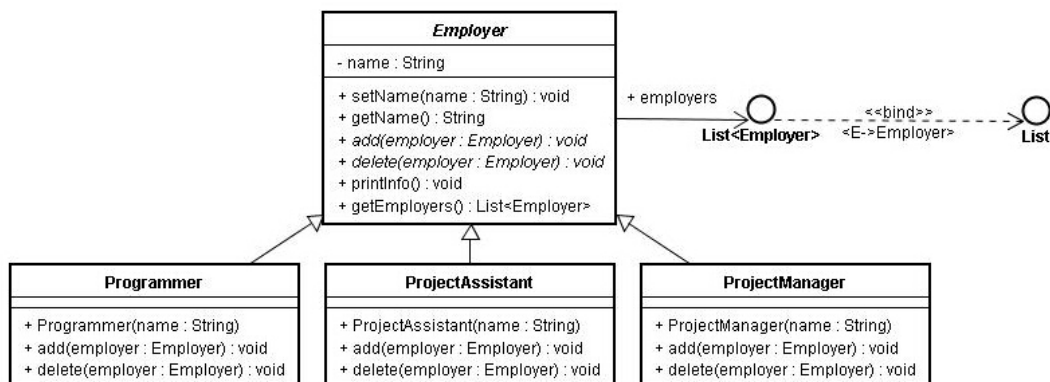 Employer
- name : String
+ setName(name : String) : void
+ getName() : String
+ add(employer : Employer) : void
+ delete(employer : Employer) : void
+ printInfo() : void
+ getEmployers() : List<Employer>
+ employers
List<Employer>
<<bind>>
<E->Employer>
List
Programmer
+ Programmer(name : String)
+ add(employer : Employer) : void
+ delete(employer : Employer) : void
ProjectAssistant
+ ProjectAssistant(name : String)
+ add(employer : Employer) : void
+ delete(employer : Employer) : void
ProjectManager
+ ProjectManager(name : String)
+ add(employer : Employer) : void
+ delete(employer : Employer) : void